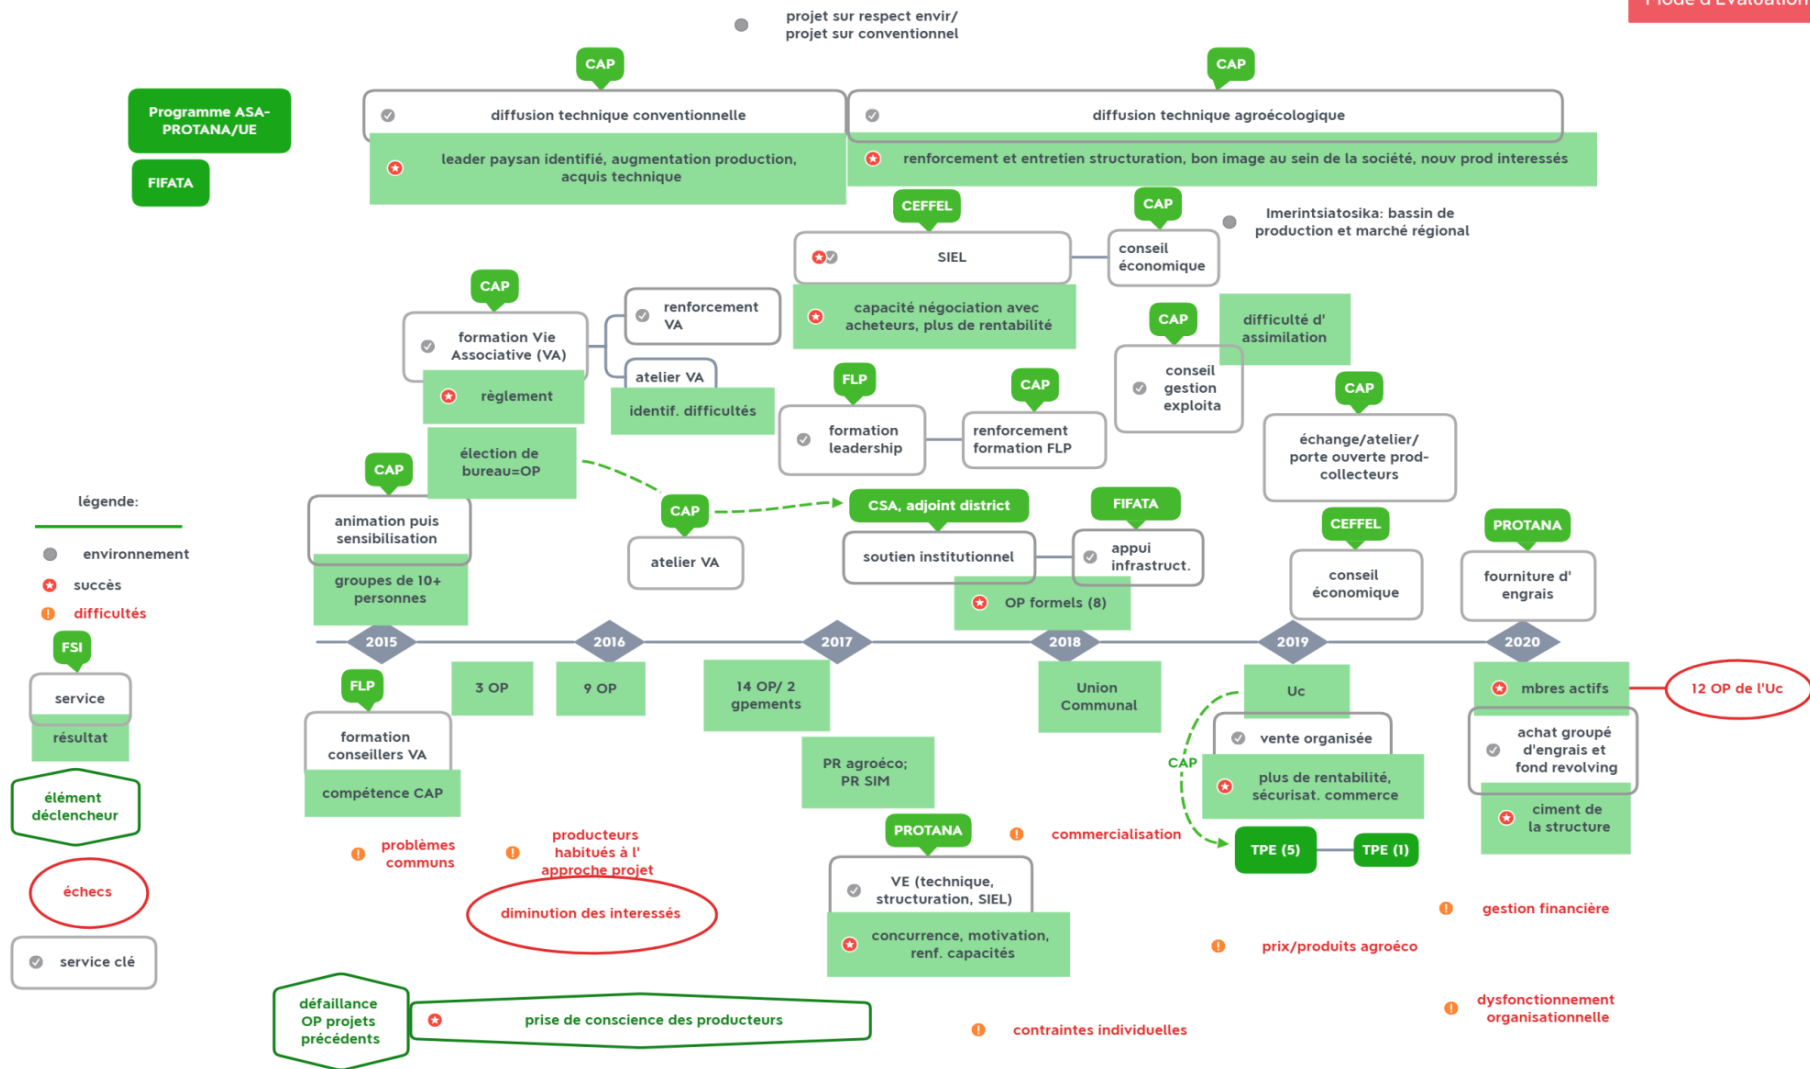 Mode d'Evaluation
projet sur respect envir/
projet sur conventionnel
CAP
CAP
Programme ASA-
PROTANA/UE
diffusion technique conventionnelle
diffusion technique agroécologique
leader paysan identifié, augmentation production,
acquis technique
renforcement et entretien structuration, bon image au sein de la société, nouv prod interessés
FIFATA
CEFFEL
CAP
Imerintsiatosika: bassin de
production et marché régional
SIEL
conseil
économique
CAP
renforcement
VA
capacité négociation avec
acheteurs, plus de rentabilité
CAP
difficulté d'
assimilation
formation Vie
Associative (VA)
atelier VA
règlement
identif. difficultés
FLP
CAP
conseil
gestion
exploita
CAP
formation
leadership
renforcement
formation FLP
échange/atelier/
porte ouverte prod-
collecteurs
élection de
bureau=OP
CAP
légende:
CAP
CSA, adjoint district
FIFATA
CEFFEL
PROTANA
animation puis
sensibilisation
environnement
atelier VA
soutien institutionnel
appui
infrastruct.
conseil
économique
fourniture d'
engrais
succès
groupes de 10+
personnes
difficultés
OP formels (8)
2015
2016
2017
2018
2019
2020
FSI
service
résultat
FLP
3 OP
9 OP
14 OP/ 2
gpements
Union
Communal
Uc
mbres actifs
12 OP de l'Uc
formation
conseillers VA
compétence CAP
PR agroéco;
PR SIM
vente organisée
CAP
plus de rentabilité,
sécurisat. commerce
achat groupé
d'engrais et
fond revolving
ciment de
la structure
élément
déclencheur
problèmes
communs
producteurs
habitués à l'
approche projet
PROTANA
commercialisation
TPE (5)
TPE (1)
échecs
diminution des interessés
VE (technique,
structuration, SIEL)
gestion financière
concurrence, motivation,
renf. capacités
prix/produits agroéco
service clé
défaillance
OP projets
précédents
prise de conscience des producteurs
contraintes individuelles
dysfonctionnement
organisationnelle